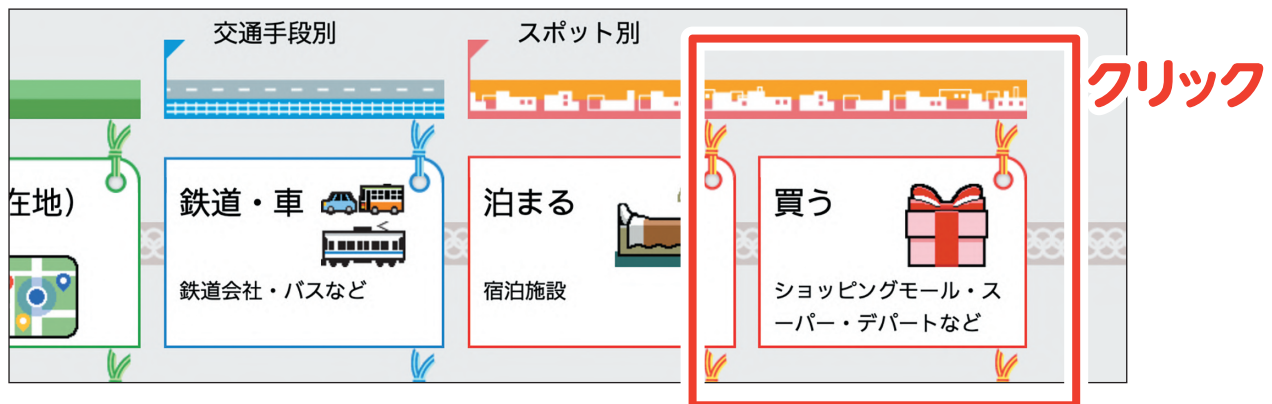 交通手段別
スポット別
クリック
在地）
鉄道・車
泊まる
買う
鉄道会社・バスなど
宿泊施設
ショッピングモール・ス
ーパー・デパートなど